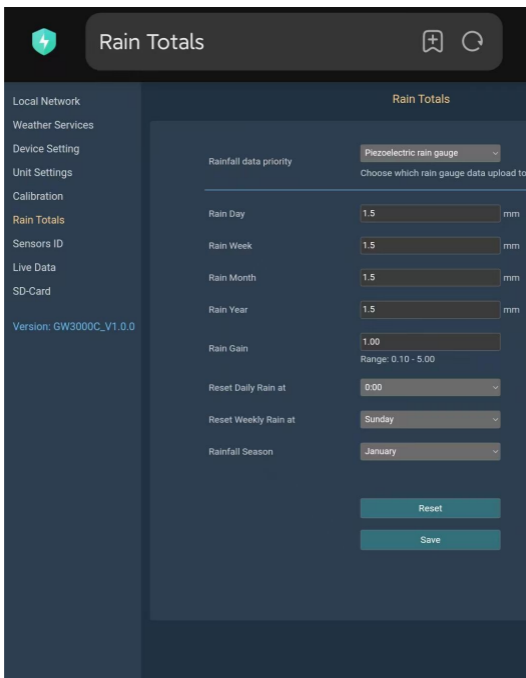 Rain Totals
Local Network
Weather Services
Device Setting
Unit Settings
Calibration
Rain Totals
Sensors ID
Live Data
SD-Card
Version: GW3000C_V1.0.0
Rain Totals
Rainfall data priority
Piezoelectric rain gauge
Choose which rain gauge data upload to
Rain Day 1.5 mm
Rain Week 1.5 mm
Rain Month 1.5 mm
Rain Year 1.5 mm
Rain Gain 1.00
Range: 0.10 - 5.00
Reset Daily Rain at 0:00
Reset Weekly Rain at Sunday
Rainfall Season January
Reset
Save